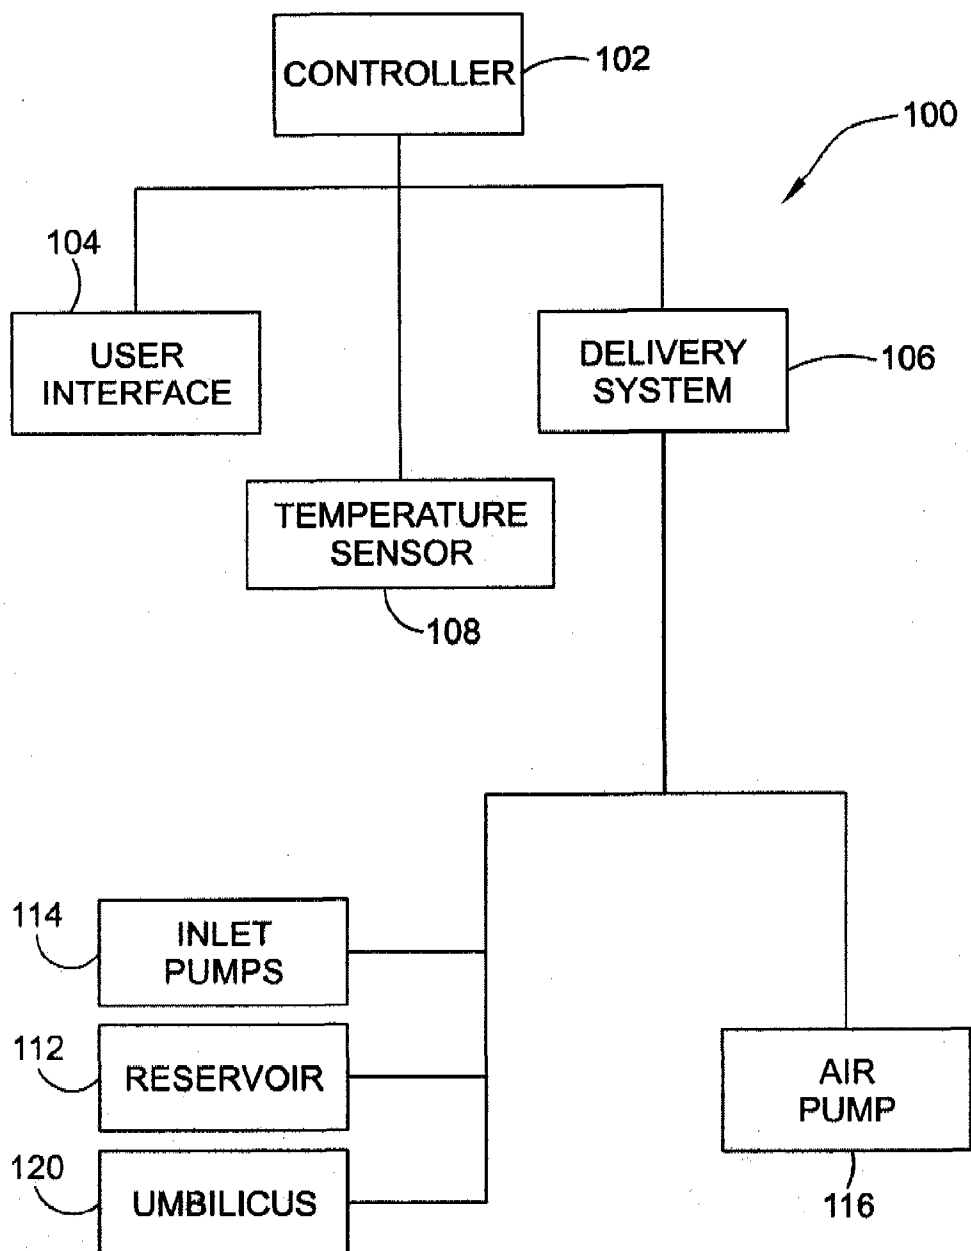 CONTROLLER
102
100
104
USER
INTERFACE
DELIVERY
SYSTEM
106
TEMPERATURE
SENSOR
108
114
INLET
PUMPS
112
RESERVOIR
120
UMBILICUS
AIR
PUMP
116